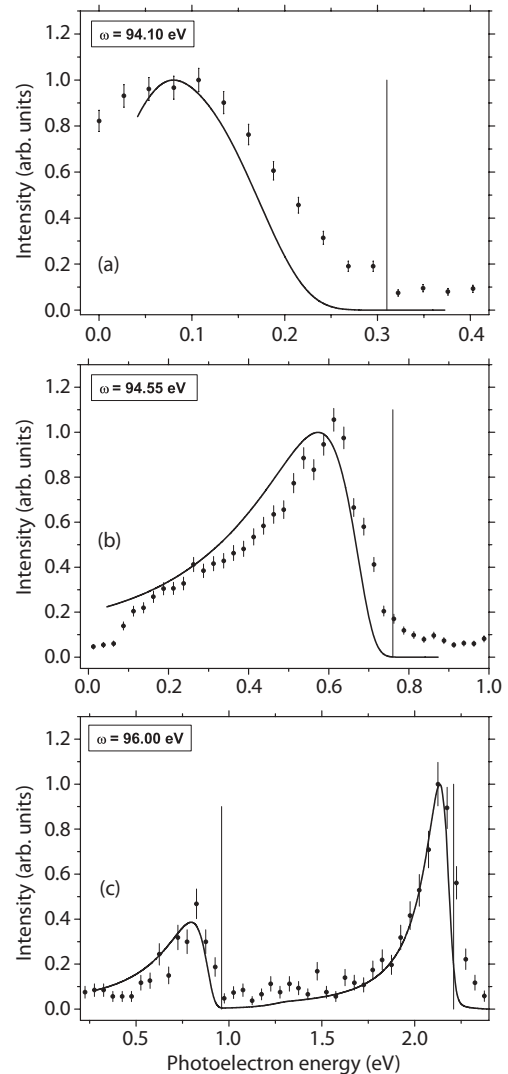 1.2
ω = 94.10 eV
1.0
0.8
0.6
0.4
0.2
0.0
Intensity (arb. units)
(a)
0.0 0.1 0.2 0.3 0.4
1.2
ω = 94.55 eV
1.0
0.8
0.6
0.4
0.2
0.0
Intensity (arb. units)
(b)
0.0 0.2 0.4 0.6 0.8 1.0
1.2
ω = 96.00 eV
1.0
0.8
0.6
0.4
0.2
0.0
Intensity (arb. units)
(c)
0.5 1.0 1.5 2.0
Photoelectron energy (eV)